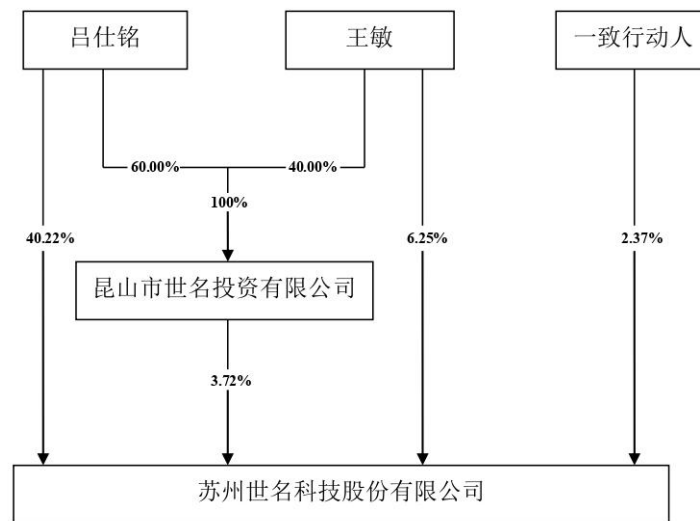 吕仕铭
王敏
一致行动人
60.00%
40.00%
100%
40.22%
6.25%
2.37%
昆山市世名投资有限公司
3.72%
苏州世名科技股份有限公司